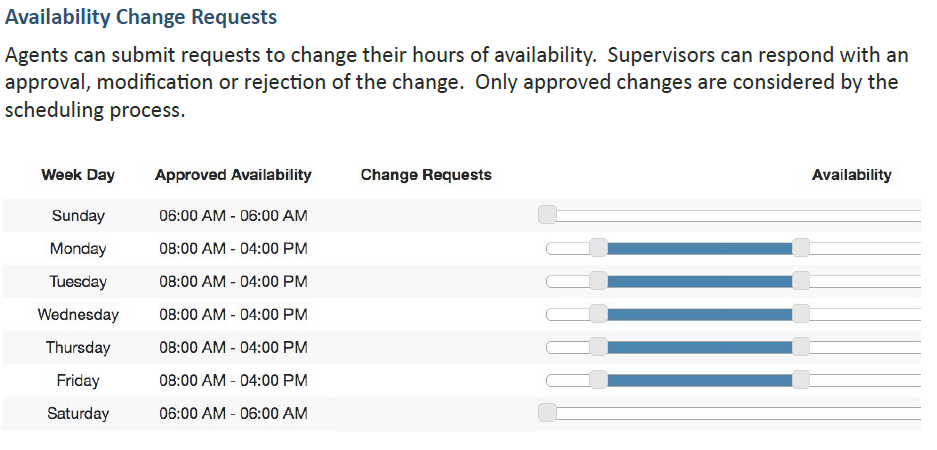 Availability Change Requests
Agents can submit requests to change their hours of availability.  Supervisors can respond with an
approval, modification or rejection of the change.  Only approved changes are considered by the
scheduling process.
Week Day Approved Availability Change Requests Availability
Sunday 06:00 AM - 06:00 AM
Monday 08:00 AM - 04:00 PM
Tuesday 08:00 AM - 04:00 PM
Wednesday 08:00 AM - 04:00 PM
Thursday 08:00 AM - 04:00 PM
Friday 08:00 AM - 04:00 PM
Saturday 06:00 AM - 06:00 AM